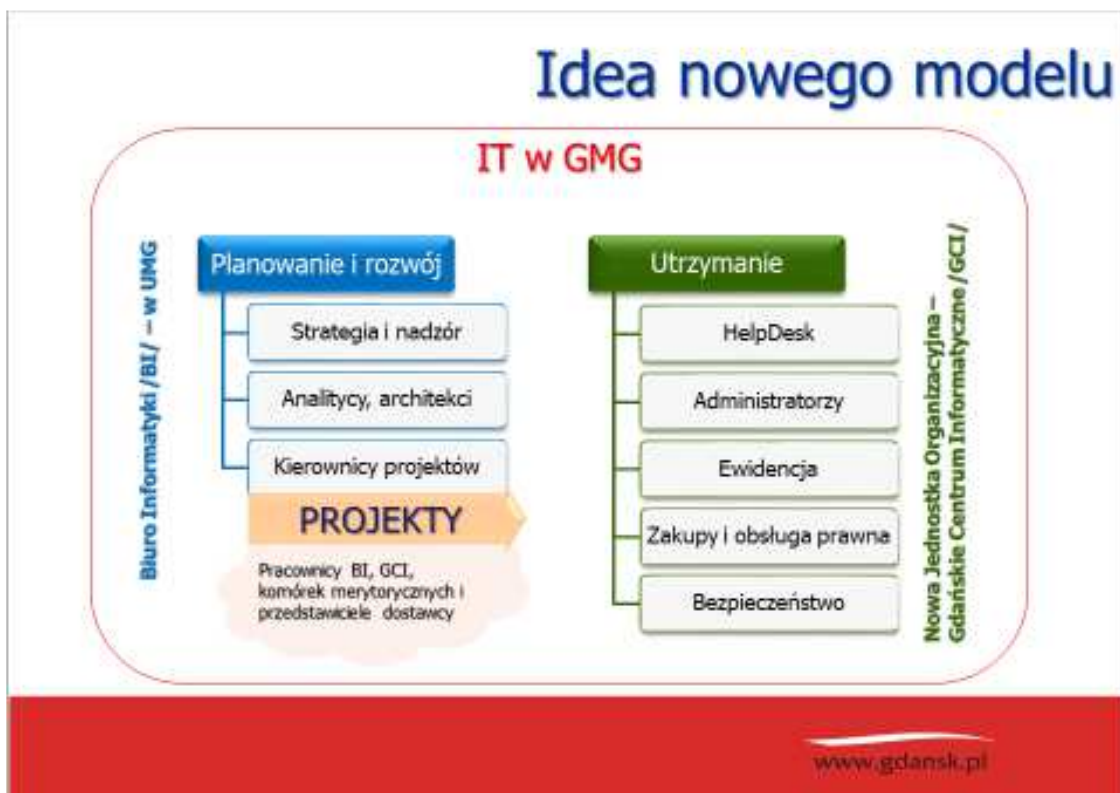 Idea nowego modelu
IT w GMG
Biuro Informatyki /BI/ – w UMG
Planowanie i rozwój
Strategia i nadzór
Analitycy, architekci
Kierownicy projektów
PROJEKTY
Pracownicy BI, GCI,
komórek merytorycznych i
przedstawiciele dostawcy
Utrzymanie
HelpDesk
Administratorzy
Ewidencja
Zakupy i obsługa prawna
Bezpieczeństwo
Nowa Jednostka Organizacyjna –
Gdańskie Centrum Informatyczne /GCI/
www.gdansk.pl